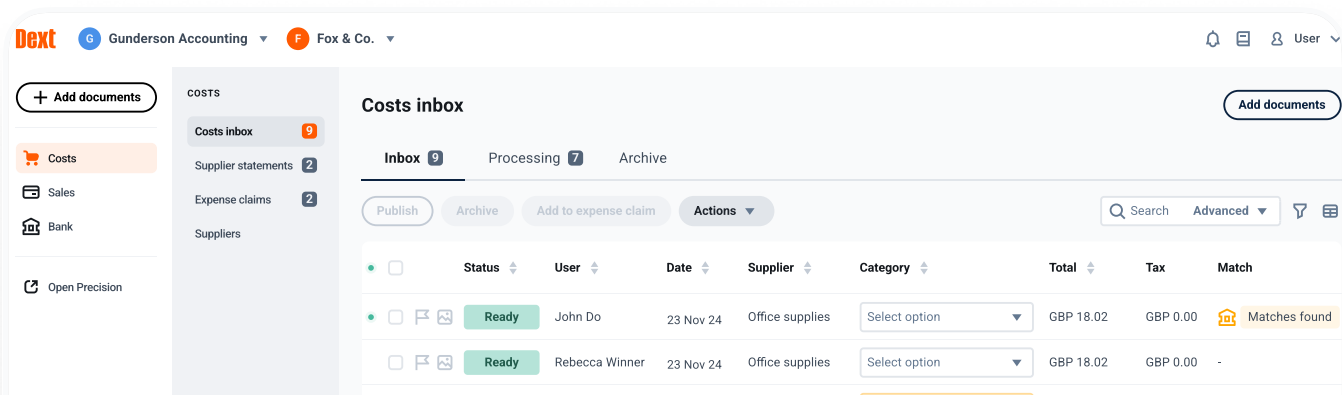 Dext G Gunderson Accounting F Fox & Co. User
Add documents
Costs
Sales
Bank
Open Precision
COSTS
Costs inbox 9
Supplier statements 2
Expense claims 2
Suppliers
Costs inbox Add documents
Inbox 9 Processing 7 Archive
Publish Archive Add to expense claim Actions Search Advanced
Status User Date Supplier Category Total Tax Match
Ready John Do 23 Nov 24 Office supplies Select option GBP 18.02 GBP 0.00 Matches found
Ready Rebecca Winner 23 Nov 24 Office supplies Select option GBP 18.02 GBP 0.00 -